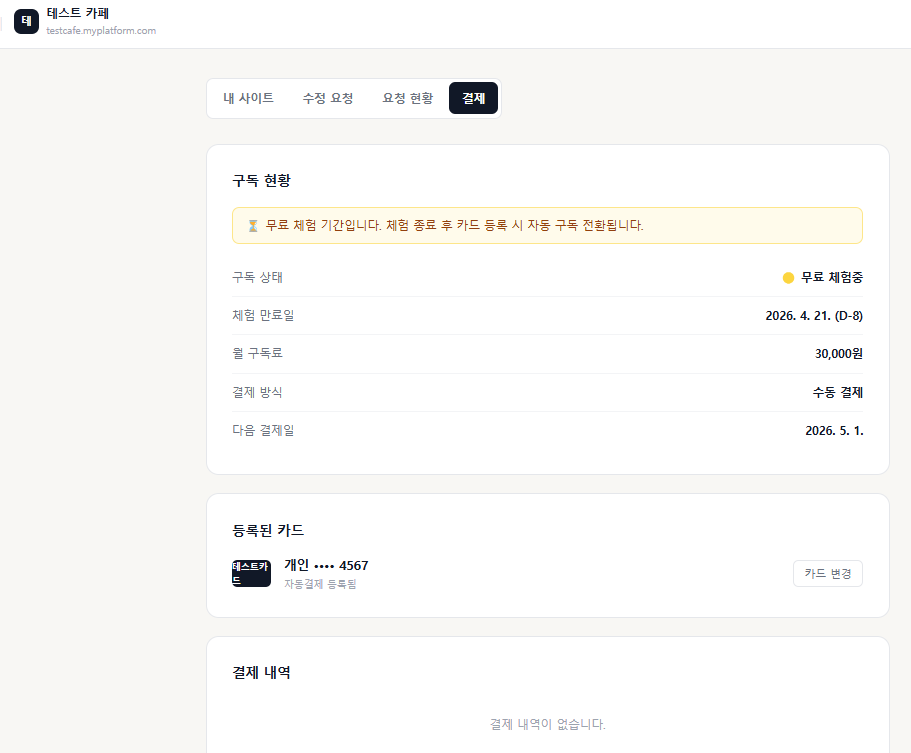 테
테스트 카페
testcafe.myplatform.com
내 사이트 수정 요청 요청 현황 결제
구독 현황
⏳ 무료 체험 기간입니다. 체험 종료 후 카드 등록 시 자동 구독 전환됩니다.
구독 상태 무료 체험중
체험 만료일 2026. 4. 21. (D-8)
월 구독료 30,000원
결제 방식 수동 결제
다음 결제일 2026. 5. 1.
등록된 카드
테스트카
드
개인 •••• 4567
자동결제 등록됨
카드 변경
결제 내역
결제 내역이 없습니다.